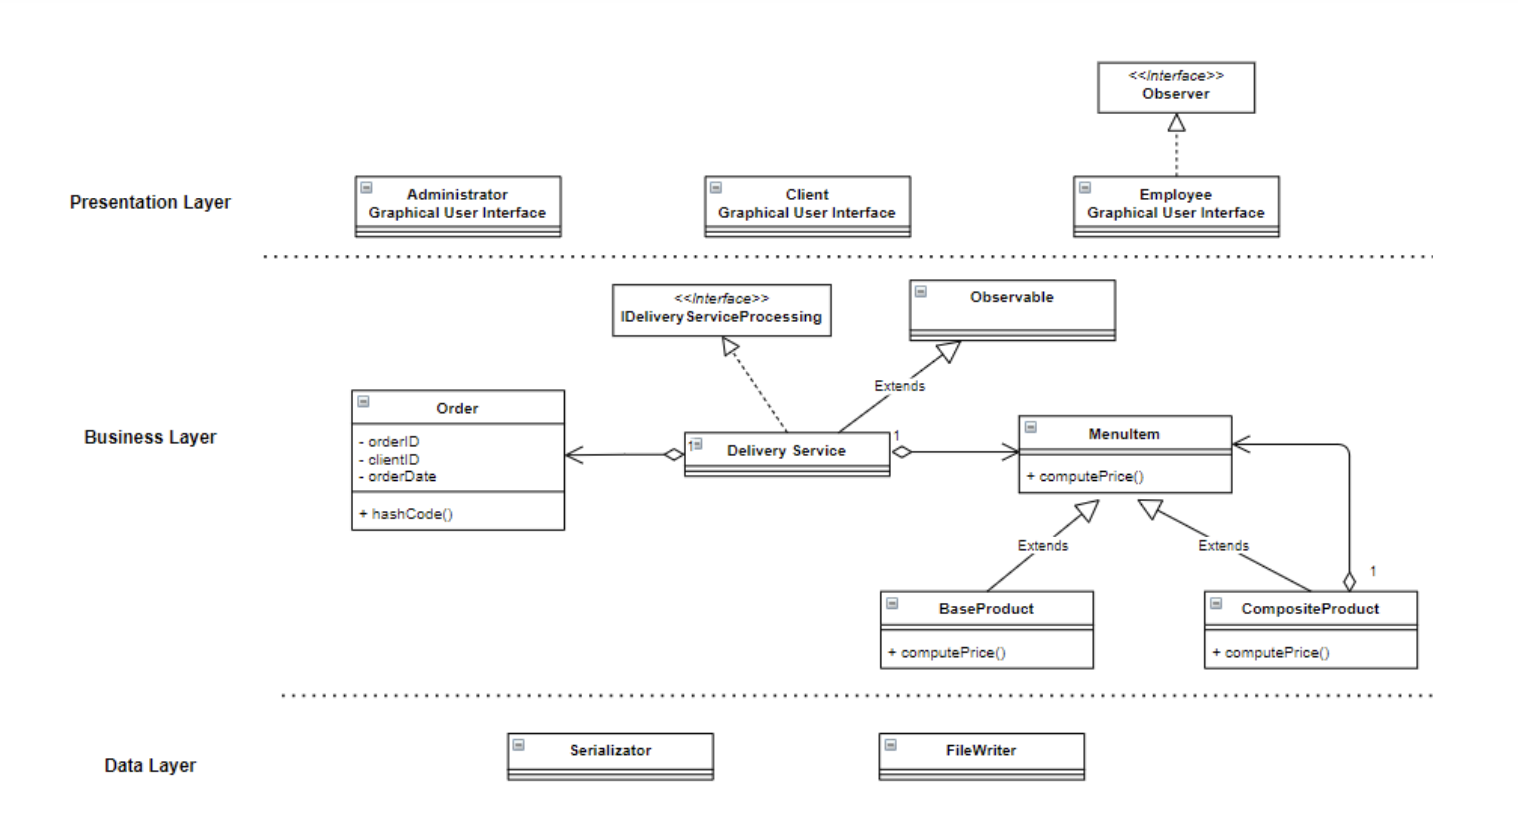 <<Interface>>
Observer
Presentation Layer
Administrator
Graphical User Interface
Client
Graphical User Interface
Employee
Graphical User Interface
<<Interface>>
IDeliveryServiceProcessing
Observable
Extends
Business Layer
Order
- orderID
- clientID
- orderDate
+ hashCode()
1
Delivery Service
1
MenuItem
+ computePrice()
Extends
Extends
1
BaseProduct
+ computePrice()
CompositeProduct
+ computePrice()
Data Layer
Serializator
FileWriter